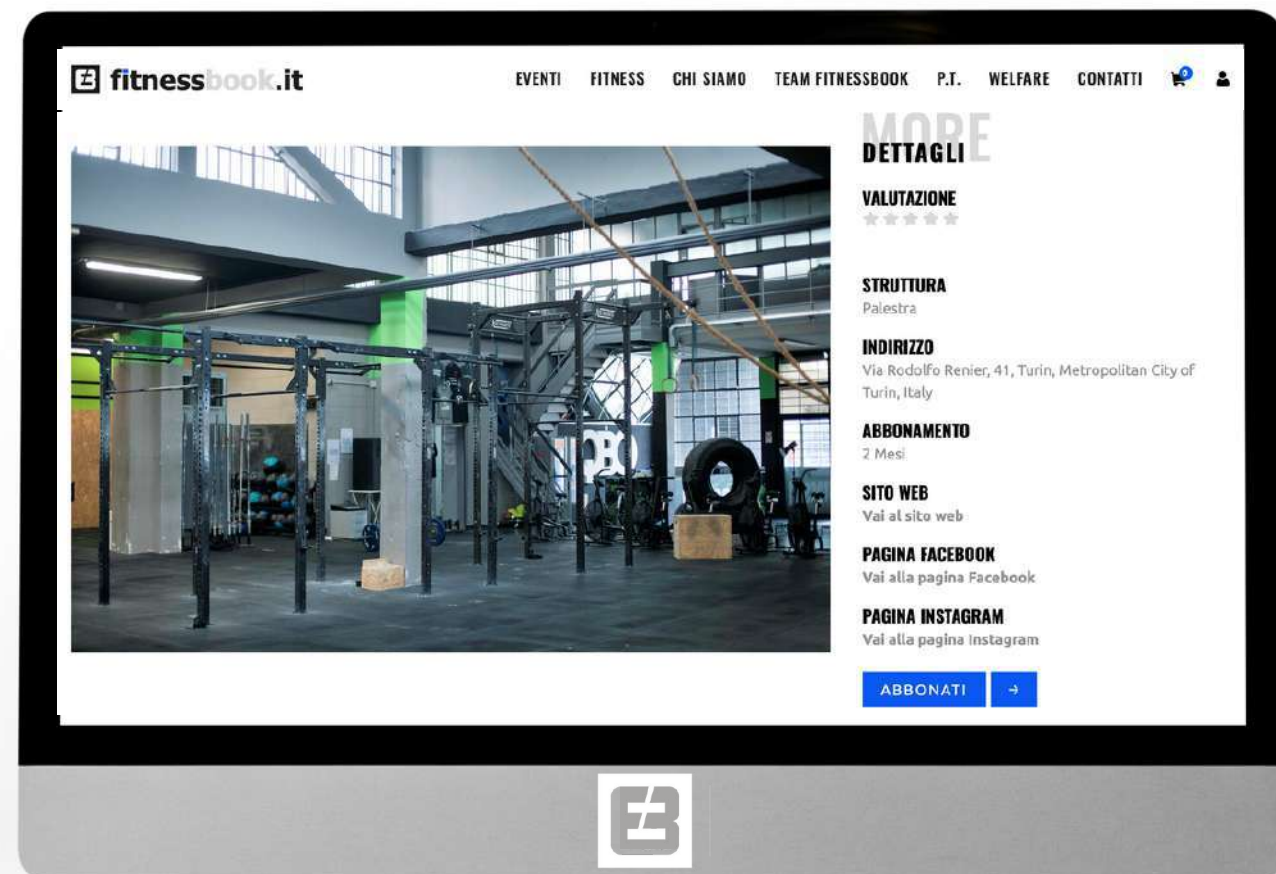 fitnessbook.it
EVENTI FITNESS CHI SIAMO TEAM FITNESSBOOK P.T. WELFARE CONTATTI 0
MORE
DETTAGLI
VALUTAZIONE
STRUTTURA
Palestra
INDIRIZZO
Via Rodolfo Renier, 41, Turin, Metropolitan City of
Turin, Italy
ABBONAMENTO
2 Mesi
SITO WEB
Vai al sito web
PAGINA FACEBOOK
Vai alla pagina Facebook
PAGINA INSTAGRAM
Vai alla pagina Instagram
ABBONATI